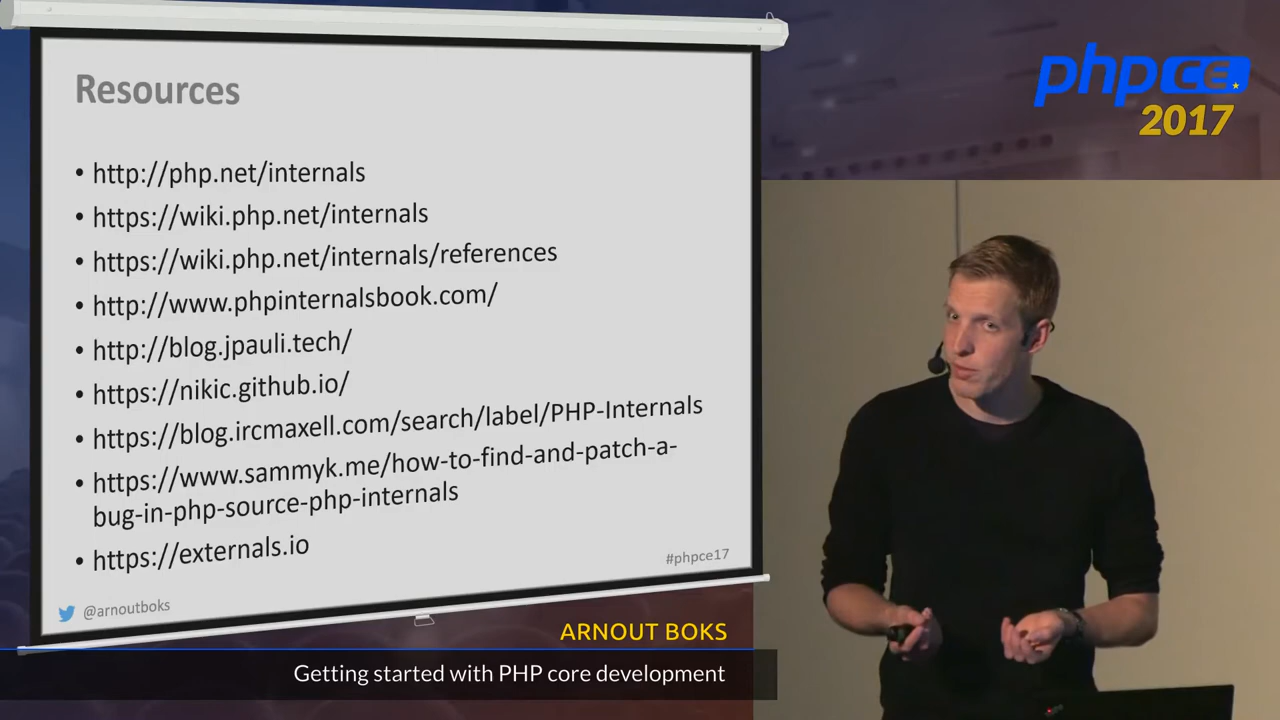 Resources
• http://php.net/internals
• https://wiki.php.net/internals
• https://wiki.php.net/internals/references
• http://www.phpinternalsbook.com/
• http://blog.jpauli.tech/
• https://nikic.github.io/
• https://blog.ircmaxell.com/search/label/PHP-Internals
• https://www.sammyk.me/how-to-find-and-patch-a-
bug-in-php-source-php-internals
• https://externals.io
#phpce17
@arnoutboks
ARNOUT BOKS
Getting started with PHP core development
phpce
2017